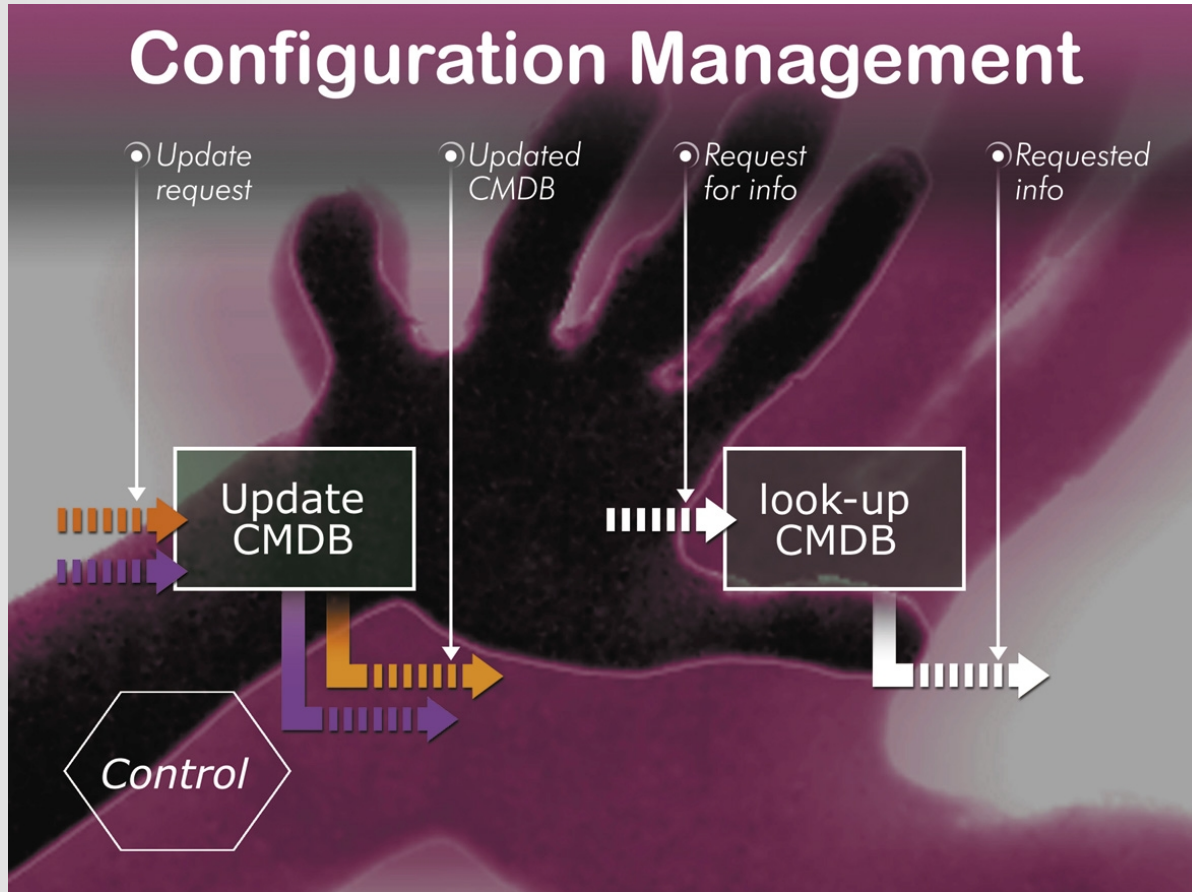 Configuration Management
Update
request
Updated
CMDB
Request
for info
Requested
info
Update
CMDB
look-up
CMDB
Control